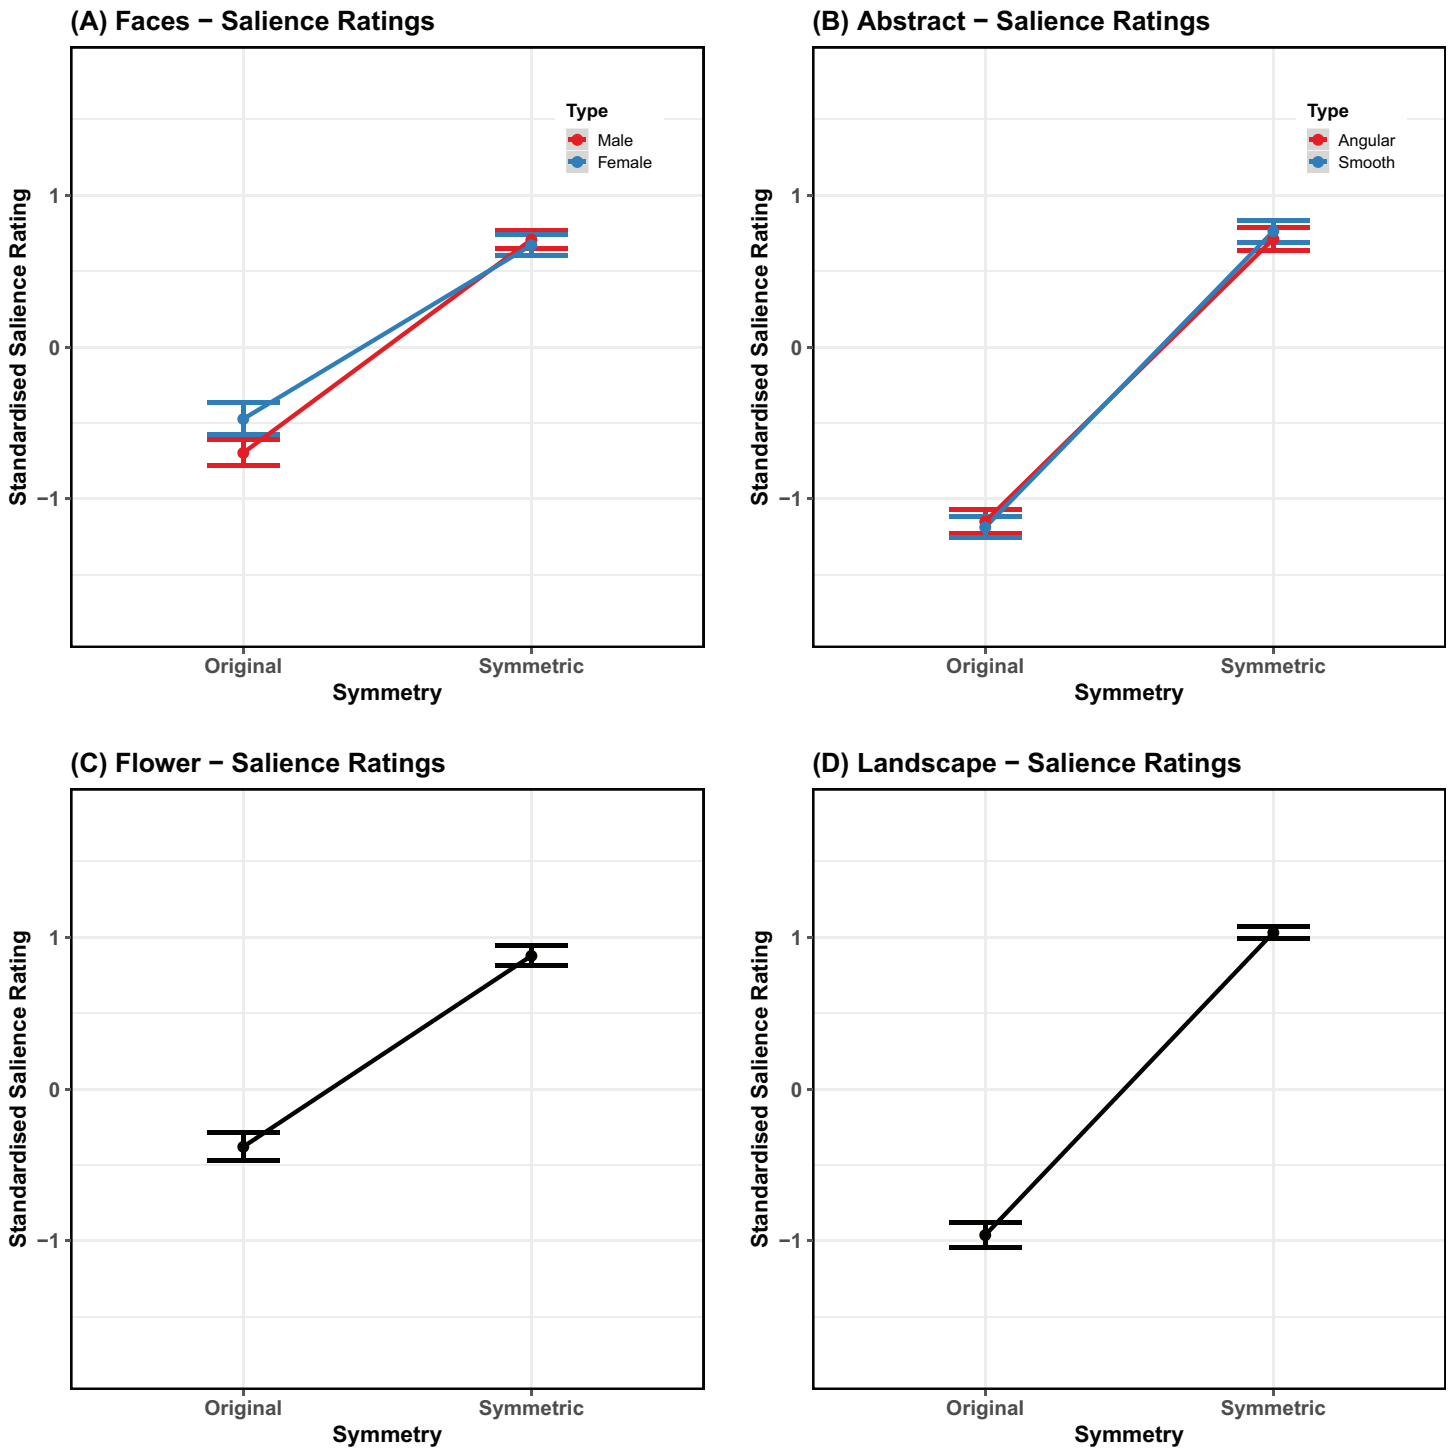 (A) Faces − Salience Ratings
Standardised Salience Rating
1
0
−1
Type
Male
Female
Original
Symmetric
Symmetry
(B) Abstract − Salience Ratings
Standardised Salience Rating
1
0
−1
Type
Angular
Smooth
Original
Symmetric
Symmetry
(C) Flower − Salience Ratings
Standardised Salience Rating
1
0
−1
Original
Symmetric
Symmetry
(D) Landscape − Salience Ratings
Standardised Salience Rating
1
0
−1
Original
Symmetric
Symmetry